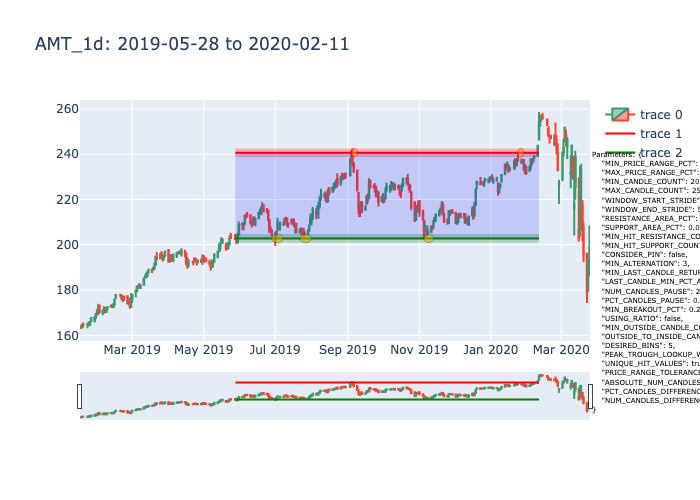 AMT_1d: 2019-05-28 to 2020-02-11
260
240
220
200
180
160
Mar 2019
May 2019
Jul 2019
Sep 2019
Nov 2019
Jan 2020
Mar 2020
trace 0
trace 1
trace 2
Parameters: {
"MIN_PRICE_RANGE_PCT":
"MAX_PRICE_RANGE_PCT":
"MIN_CANDLE_COUNT": 20
"MAX_CANDLE_COUNT": 25
"WINDOW_START_STRIDE"
"WINDOW_END_STRIDE": 5
"RESISTANCE_AREA_PCT":
"SUPPORT_AREA_PCT": 0.0
"MIN_HIT_RESISTANCE_CO
"MIN_HIT_SUPPORT_COUN
"CONSIDER_PIN": false,
"MIN_ALTERNATION": 3,
"MIN_LAST_CANDLE_RETUR
"LAST_CANDLE_MIN_PCT_A
"NUM_CANDLES_PAUSE": 2
"PCT_CANDLES_PAUSE": 0.
"MIN_BREAKOUT_PCT": 0.2
"USING_RATIO": false,
"MIN_OUTSIDE_CANDLE_CO
"OUTSIDE_TO_INSIDE_CAN
"DESIRED_BINS": 5,
"PEAK_TROUGH_LOOKUP_W
"UNIQUE_HIT_VALUES": tru
"PRICE_RANGE_TOLERANC
"ABSOLUTE_NUM_CANDLES
"PCT_CANDLES_DIFFERENC
"NUM_CANDLES_DIFFEREN
}